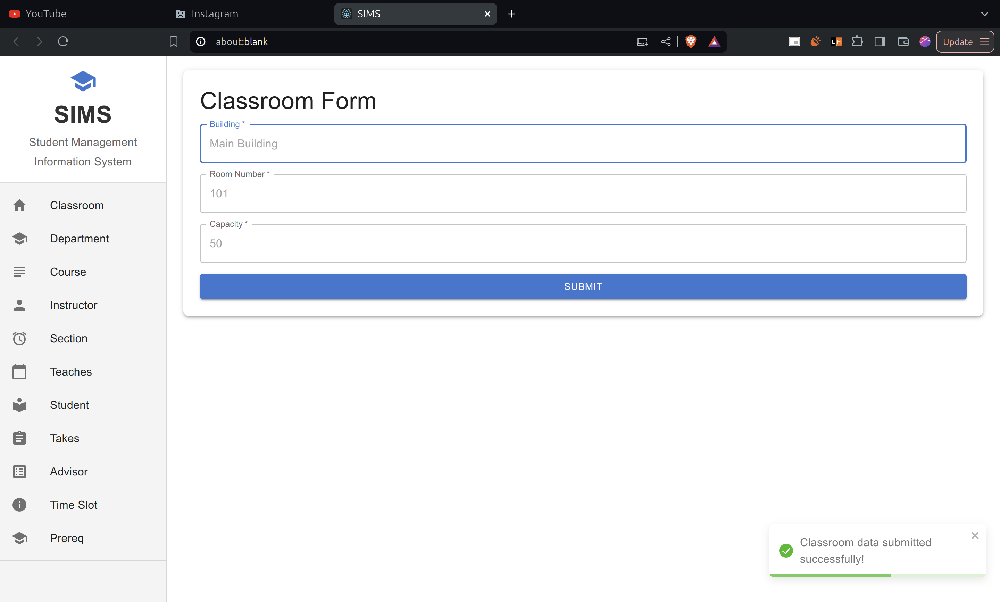 YouTube
Instagram
SIMS
about:blank
LH
Update
SIMS
Student Management
Information System
Classroom
Department
Course
Instructor
Section
Teaches
Student
Takes
Advisor
Time Slot
Prereq
Classroom Form
Building *
Main Building
Room Number *
101
Capacity *
50
SUBMIT
Classroom data submitted
successfully!